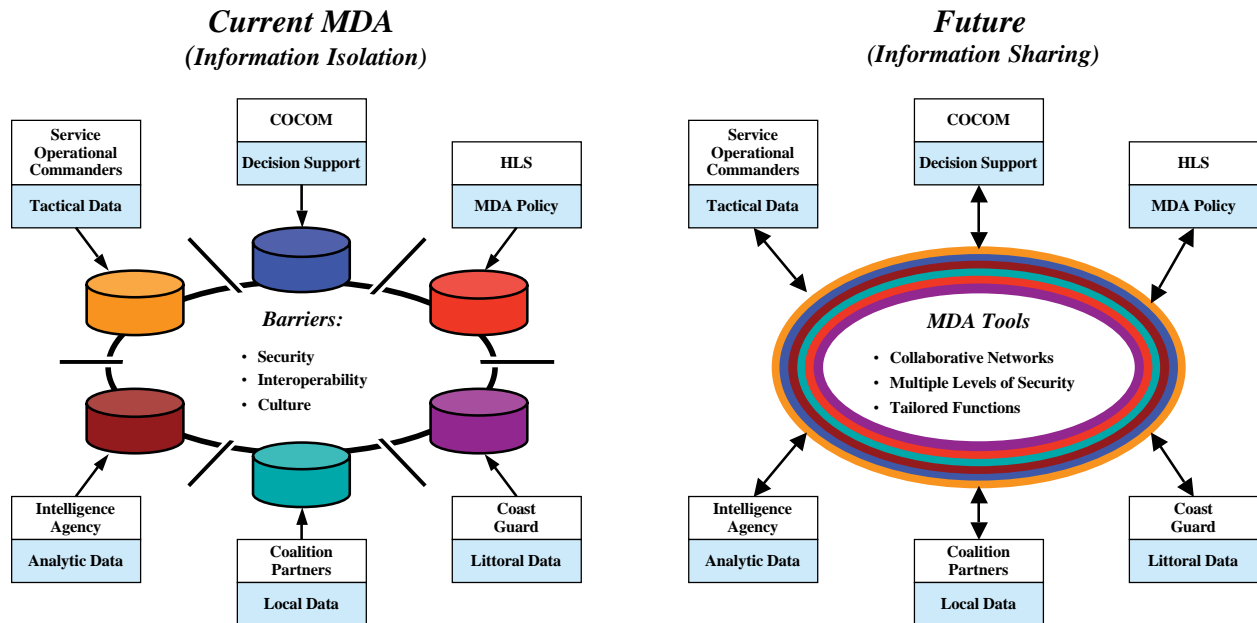 Current MDA
(Information Isolation)
Service
Operational
Commanders
Tactical Data
COCOM
Decision Support
HLS
MDA Policy
Barriers:
• Security
• Interoperability
• Culture
Intelligence
Agency
Analytic Data
Coalition
Partners
Local Data
Coast
Guard
Littoral Data
Future
(Information Sharing)
Service
Operational
Commanders
Tactical Data
COCOM
Decision Support
HLS
MDA Policy
MDA Tools
• Collaborative Networks
• Multiple Levels of Security
• Tailored Functions
Intelligence
Agency
Analytic Data
Coalition
Partners
Local Data
Coast
Guard
Littoral Data